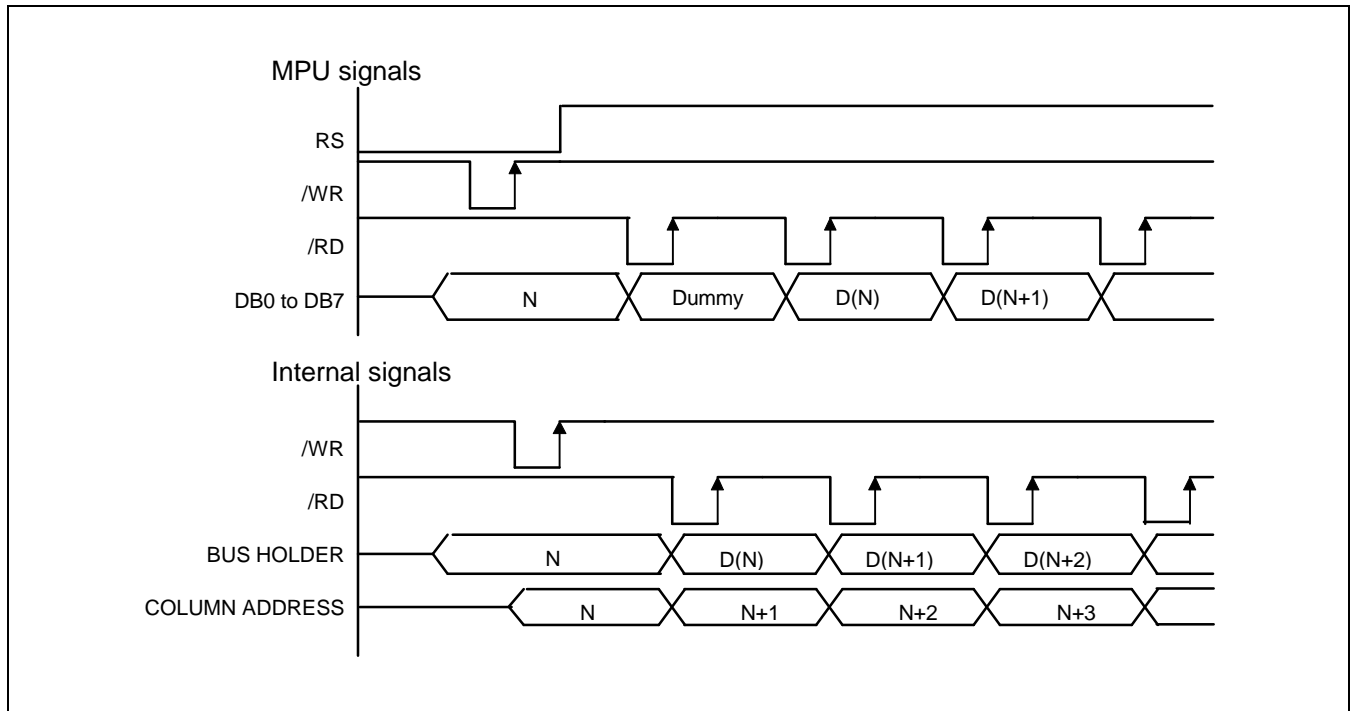 MPU signals
RS
/WR
/RD
DB0 to DB7 N Dummy D(N) D(N+1)
Internal signals
/WR
/RD
BUS HOLDER N D(N) D(N+1) D(N+2)
COLUMN ADDRESS N N+1 N+2 N+3